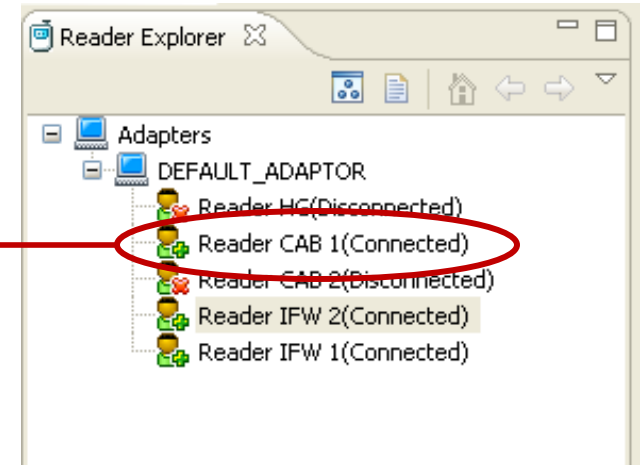 Reader Explorer
Adapters
DEFAULT_ADAPTOR
Reader HG(Disconnected)
Reader CAB 1(Connected)
Reader CAB 2(Disconnected)
Reader IFW 2(Connected)
Reader IFW 1(Connected)